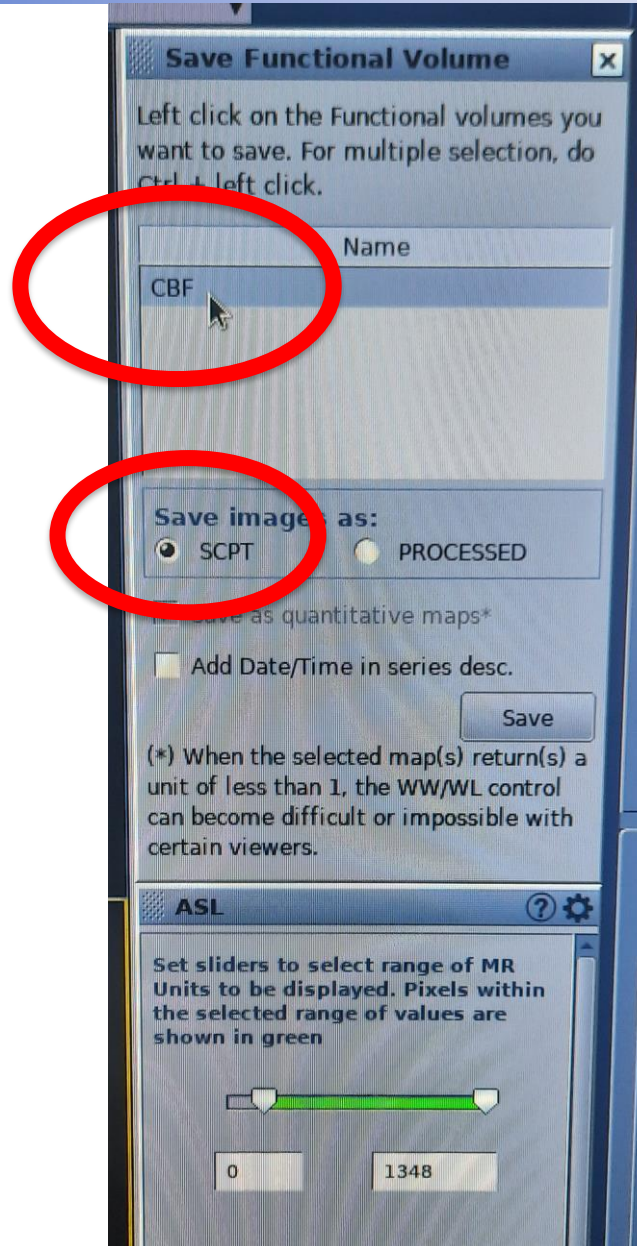 Save Functional Volume
Left click on the Functional volumes you
want to save. For multiple selection, do
Ctrl + left click.
Name
CBF
Save images as:
SCPT PROCESSED
Save as quantitative maps*
Add Date/Time in series desc.
Save
(*) When the selected map(s) return(s) a
unit of less than 1, the WW/WL control
can become difficult or impossible with
certain viewers.
ASL
Set sliders to select range of MR
Units to be displayed. Pixels within
the selected range of values are
shown in green
0 1348